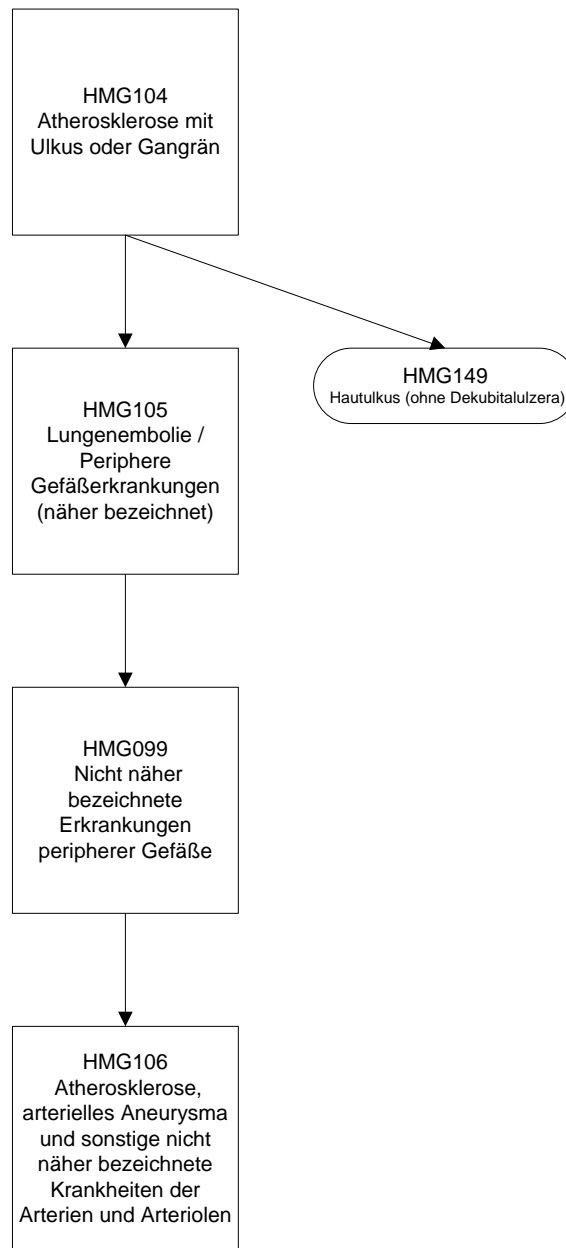 HMG104
Atherosklerose mit
Ulkus oder Gangrän
HMG105
Lungenembolie /
Periphere
Gefäßerkrankungen
(näher bezeichnet)
HMG149
Hautulkus (ohne Dekubitalulzera)
HMG099
Nicht näher
bezeichnete
Erkrankungen
peripherer Gefäße
HMG106
Atherosklerose,
arterielles Aneurysma
und sonstige nicht
näher bezeichnete
Krankheiten der
Arterien und Arteriolen